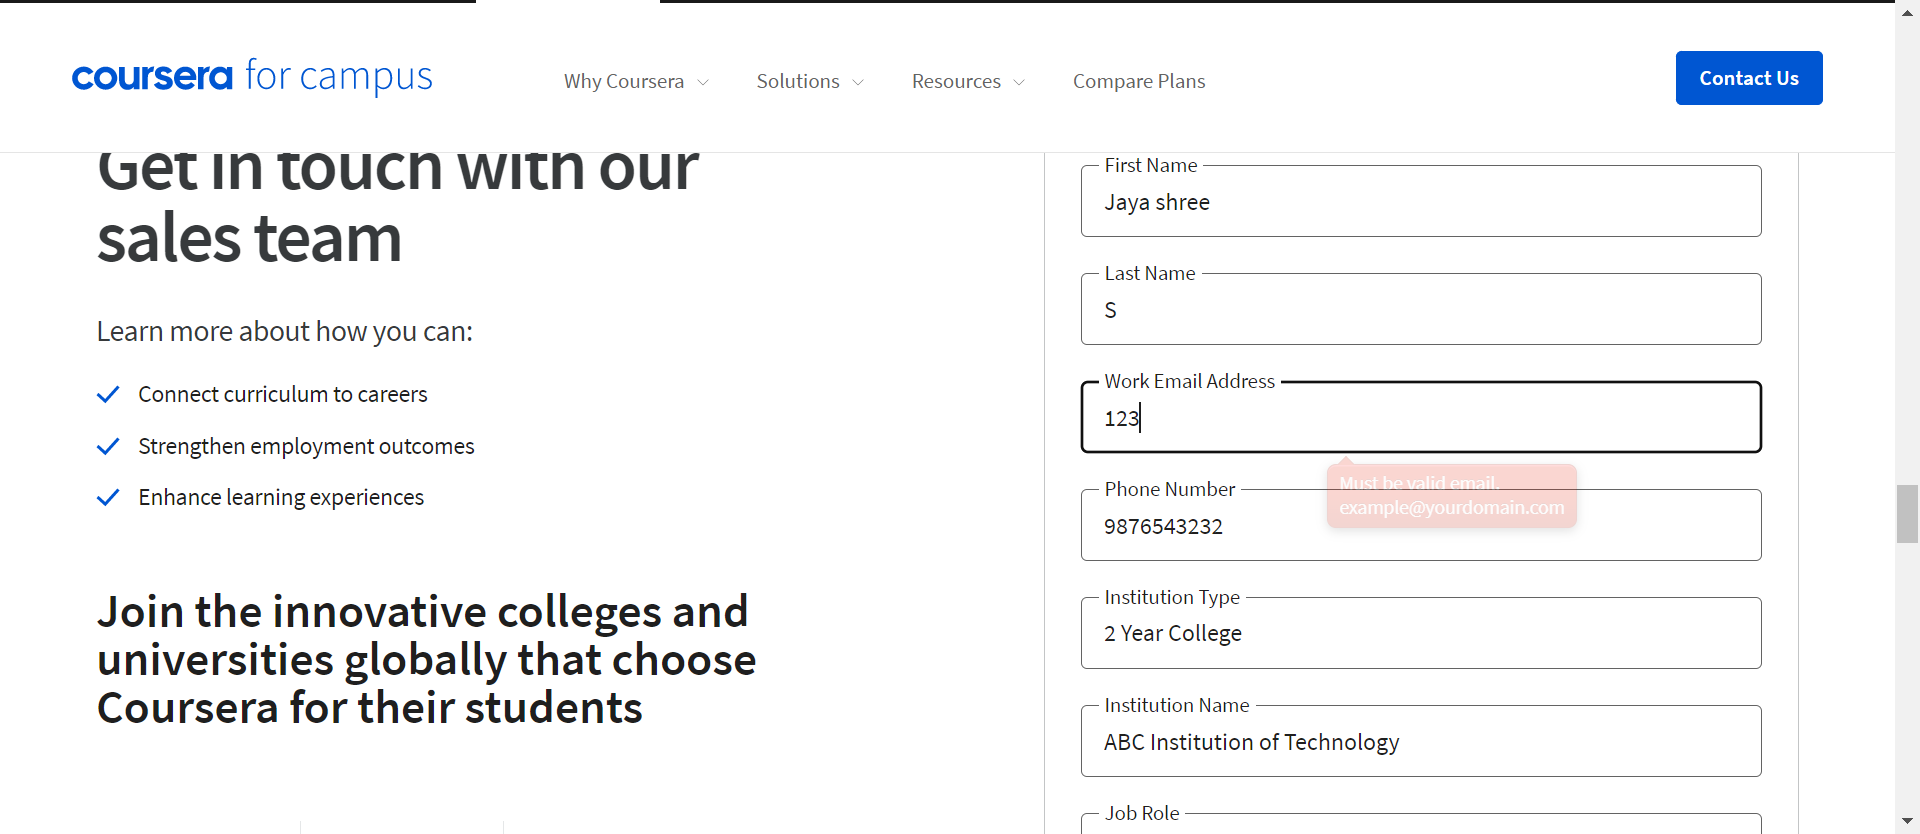 coursera for campus
Why Coursera
Solutions
Resources
Compare Plans
Contact Us
Get in touch with our
sales team
Learn more about how you can:
Connect curriculum to careers
Strengthen employment outcomes
Enhance learning experiences
Join the innovative colleges and
universities globally that choose
Coursera for their students
First Name
Jaya shree
Last Name
S
Work Email Address
123
Must be valid email.
example@yourdomain.com
Phone Number
9876543232
Institution Type
2 Year College
Institution Name
ABC Institution of Technology
Job Role